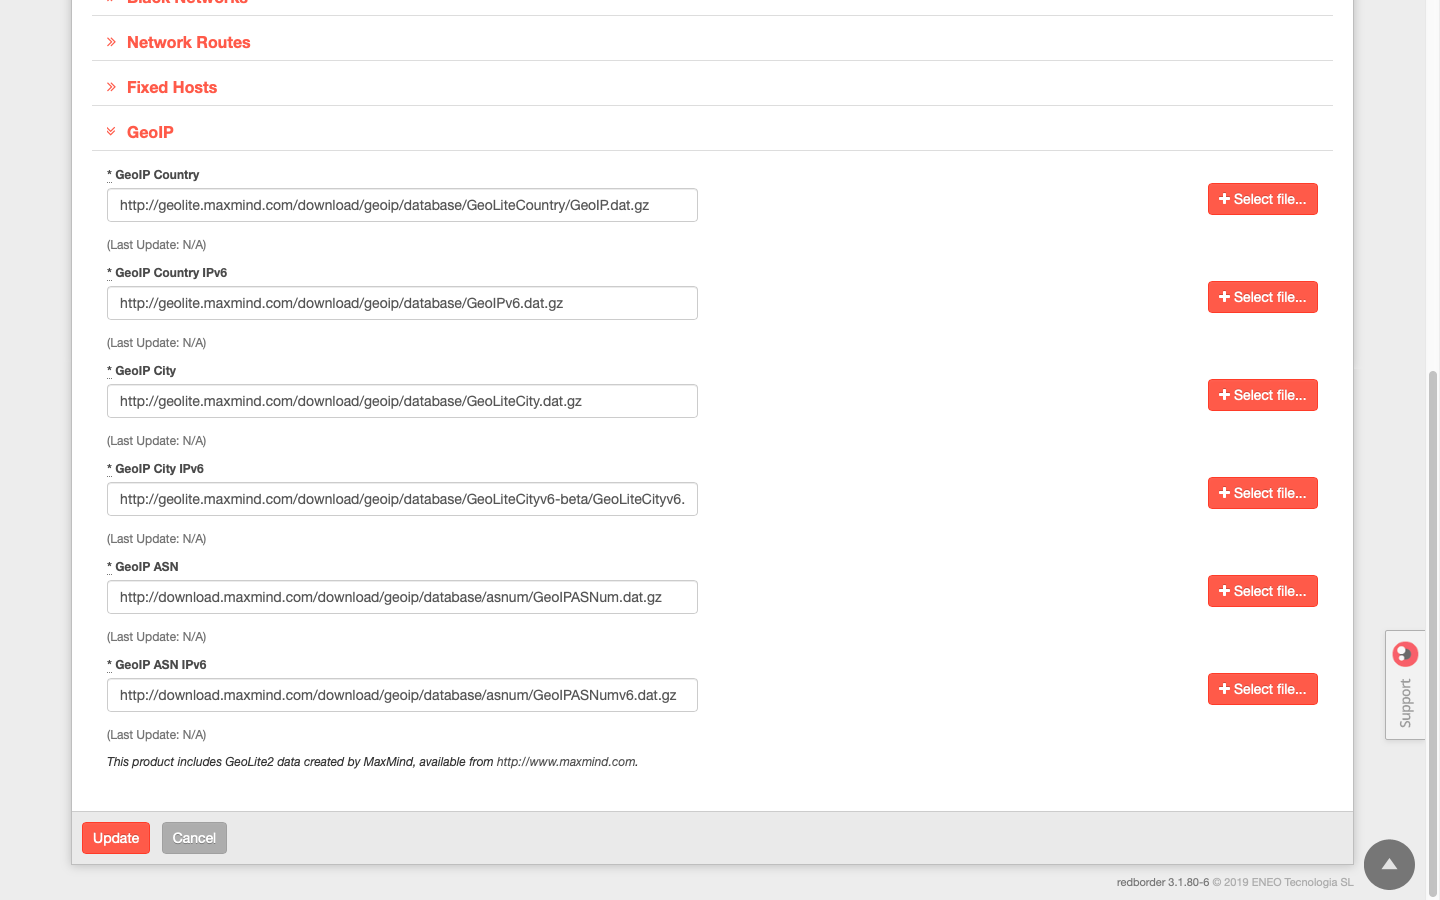 Black Networks
Network Routes
Fixed Hosts
GeoIP
* GeoIP Country
http://geolite.maxmind.com/download/geoip/database/GeoLiteCountry/GeoIP.dat.gz
+ Select file...
(Last Update: N/A)
* GeoIP Country IPv6
http://geolite.maxmind.com/download/geoip/database/GeoIPv6.dat.gz
+ Select file...
(Last Update: N/A)
* GeoIP City
http://geolite.maxmind.com/download/geoip/database/GeoLiteCity.dat.gz
+ Select file...
(Last Update: N/A)
* GeoIP City IPv6
http://geolite.maxmind.com/download/geoip/database/GeoLiteCityv6-beta/GeoLiteCityv6.
+ Select file...
(Last Update: N/A)
* GeoIP ASN
http://download.maxmind.com/download/geoip/database/asnum/GeoIPASNum.dat.gz
+ Select file...
(Last Update: N/A)
* GeoIP ASN IPv6
http://download.maxmind.com/download/geoip/database/asnum/GeoIPASNumv6.dat.gz
+ Select file...
(Last Update: N/A)
This product includes GeoLite2 data created by MaxMind, available from http://www.maxmind.com.
Support
Update
Cancel
redborder 3.1.80-6 © 2019 ENEO Tecnologia SL